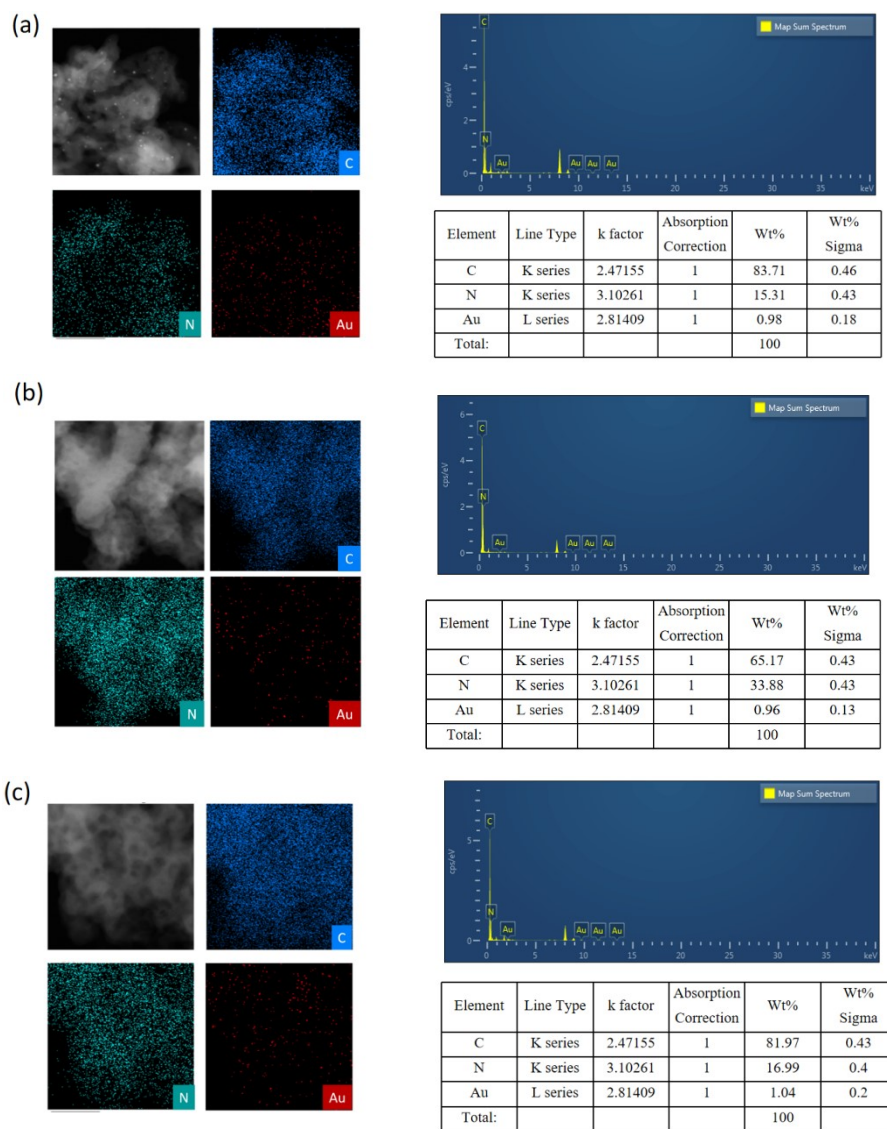 (a)
C
N
Au
Map Sum Spectrum
cps/eV
4
2
0
C
N
Au
Au Au Au
0 5 10 15 20 25 30 35 keV
Element Line Type k factor Absorption Correction Wt% Wt% Sigma
C K series 2.47155 1 83.71 0.46
N K series 3.10261 1 15.31 0.43
Au L series 2.81409 1 0.98 0.18
Total: 100
(b)
C
N
Au
Map Sum Spectrum
cps/eV
6
4
2
0
C
N
Au
Au Au Au
0 5 10 15 20 25 30 35 keV
Element Line Type k factor Absorption Correction Wt% Wt% Sigma
C K series 2.47155 1 65.17 0.43
N K series 3.10261 1 33.88 0.43
Au L series 2.81409 1 0.96 0.13
Total: 100
(c)
C
N
Au
Map Sum Spectrum
cps/eV
5
0
C
N
Au
Au Au Au
0 5 10 15 20 25 30 35 keV
Element Line Type k factor Absorption Correction Wt% Wt% Sigma
C K series 2.47155 1 81.97 0.43
N K series 3.10261 1 16.99 0.4
Au L series 2.81409 1 1.04 0.2
Total: 100